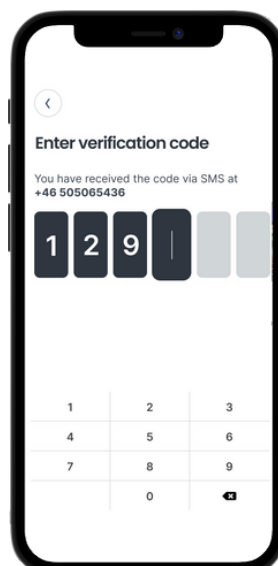 Enter verification code
You have received the code via SMS at
+46 505065436
1 2 9
1 2 3
4 5 6
7 8 9
0